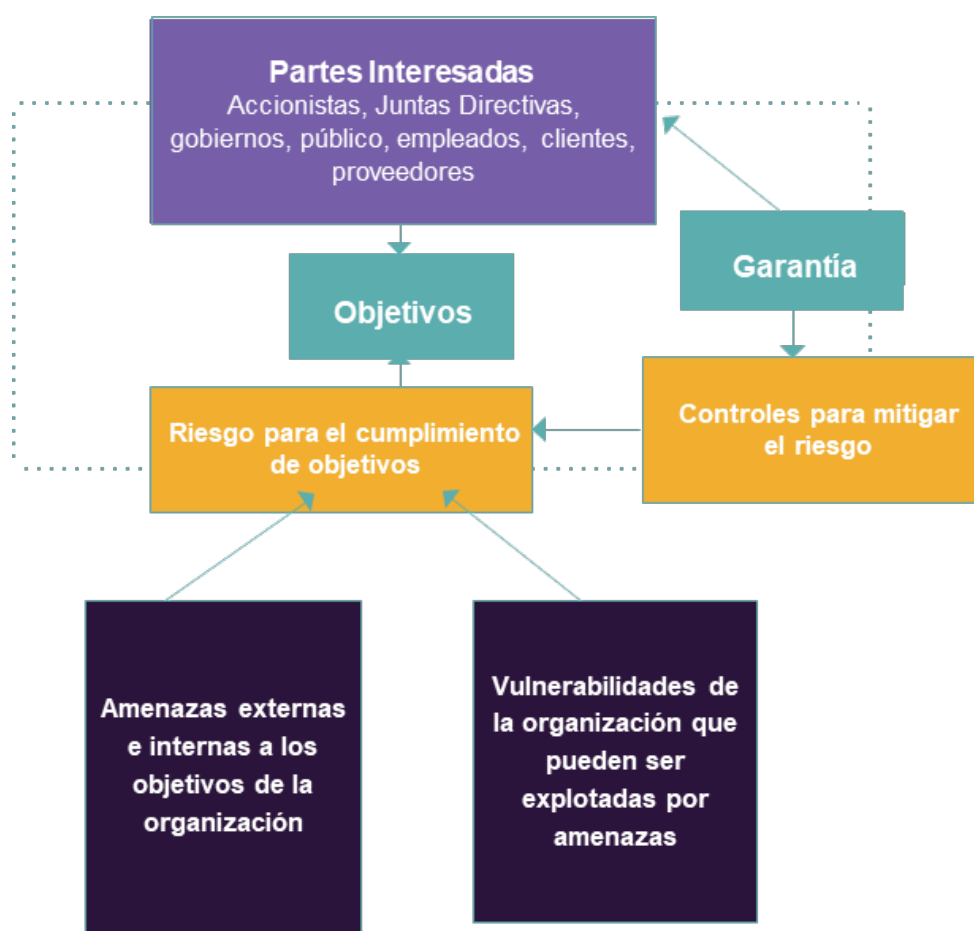 Partes Interesadas
Accionistas, Juntas Directivas,
gobiernos, público, empleados, clientes,
proveedores
Garantía
Objetivos
Riesgo para el cumplimiento
de objetivos
Controles para mitigar
el riesgo
Amenazas externas
e internas a los
objetivos de la
organización
Vulnerabilidades de
la organización que
pueden ser
explotadas por
amenazas